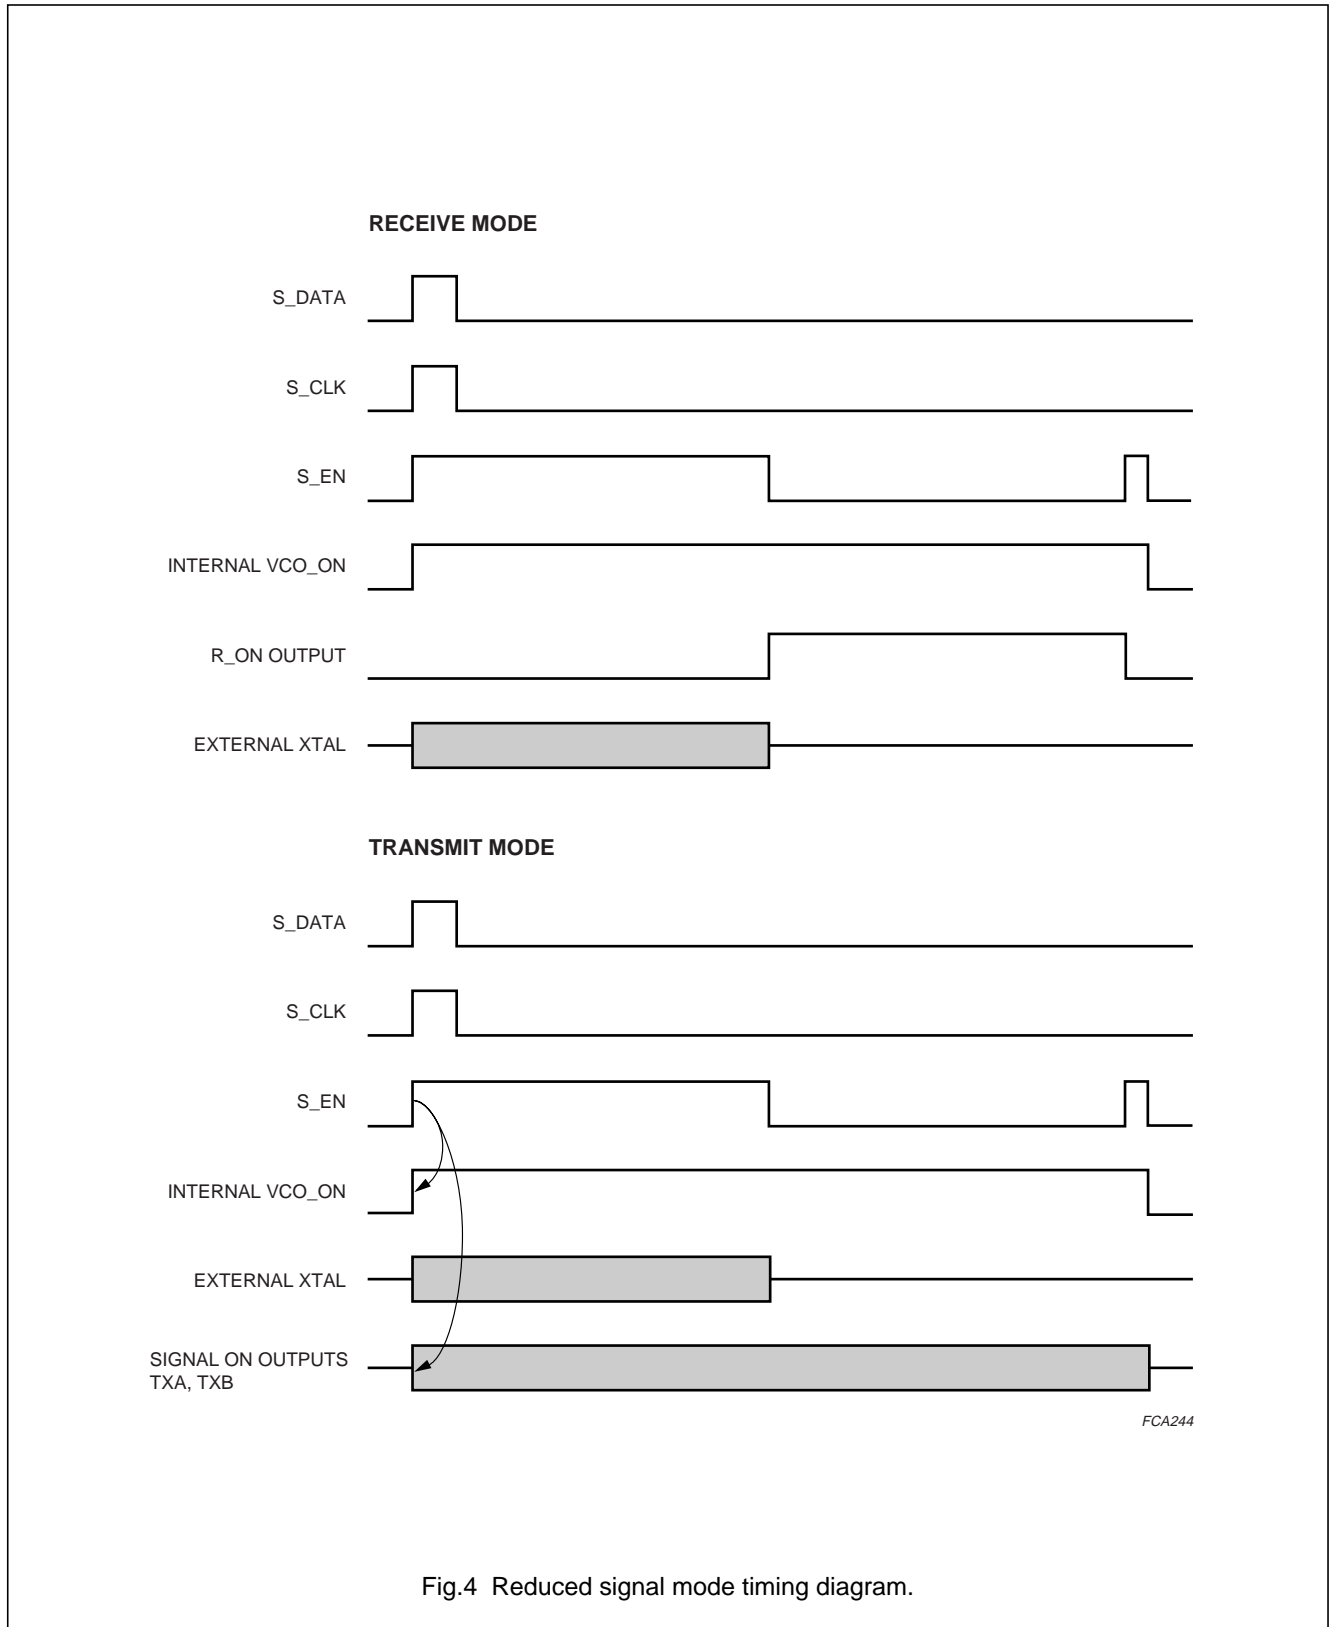 RECEIVE MODE
S_DATA
S_CLK
S_EN
INTERNAL VCO_ON
R_ON OUTPUT
EXTERNAL XTAL
TRANSMIT MODE
S_DATA
S_CLK
S_EN
INTERNAL VCO_ON
EXTERNAL XTAL
SIGNAL ON OUTPUTS
TXA, TXB
FCA244
Fig.4 Reduced signal mode timing diagram.